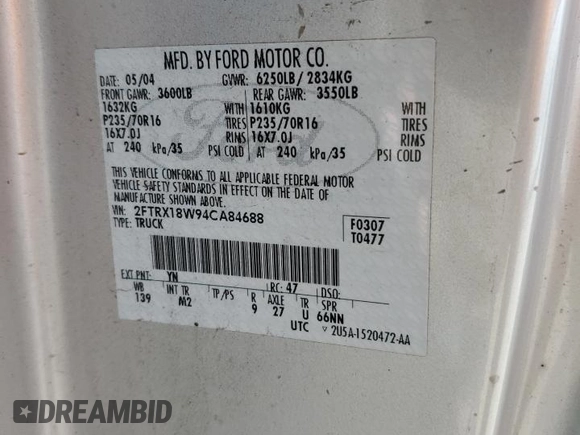 MFD. BY FORD MOTOR CO.
DATE: 05/04 GVWR: 6250LB / 2834KG
FRONT GAWR: 3600LB REAR GAWR: 3550LB
1632KG WITH 1610KG WITH
P235/70R16 TIRES P235/70R16 TIRES
16X7.0J RIMS 16X7.0J RIMS
AT 240 kPa/35 PSI COLD AT 240 kPa/35 PSI COLD
Ford
THIS VEHICLE CONFORMS TO ALL APPLICABLE FEDERAL MOTOR
VEHICLE SAFETY STANDARDS IN EFFECT ON THE DATE OF
MANUFACTURE SHOWN ABOVE.
VIN: 2FTRX18W94CA84688 F0307
TYPE: TRUCK T0477
EXT PNT: YN RC: 47 DSO:
WB INT TR TP/PS R AXLE TR SPR
139 M2 9 27 U 66NN
UTC ▽ 2U5A-1520472-AA
DREAMBID